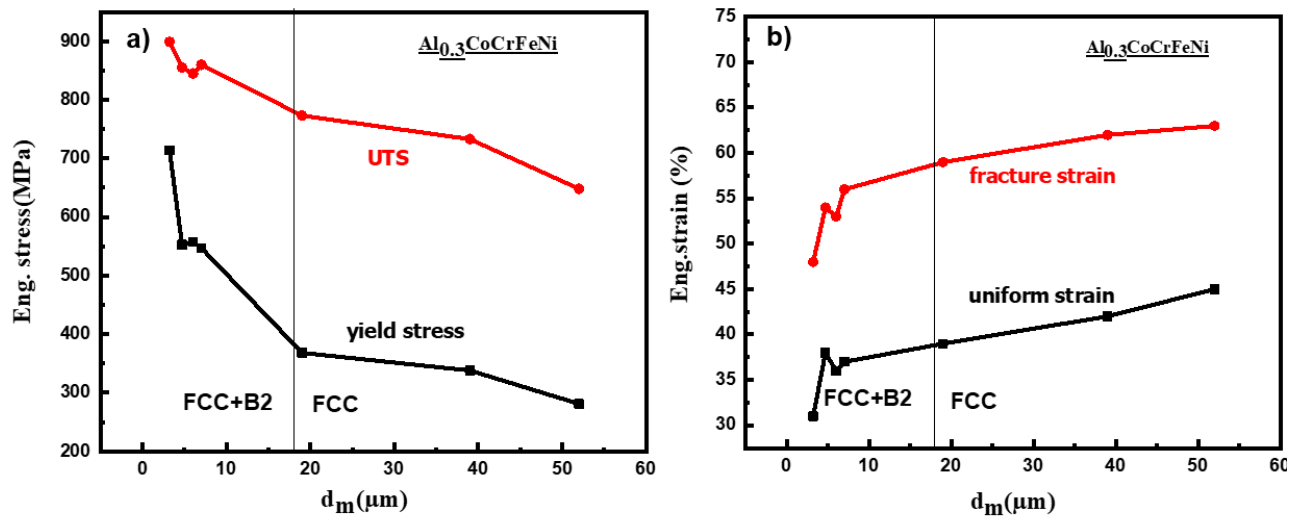 a)
Al0.3CoCrFeNi
900
800
700
600
500
400
300
200
Eng. stress(MPa)
UTS
yield stress
FCC+B2
FCC
0
10
20
30
40
50
60
dm(μm)
b)
Al0.3CoCrFeNi
75
70
65
60
55
50
45
40
35
30
Eng.strain (%)
fracture strain
uniform strain
FCC+B2
FCC
0
10
20
30
40
50
60
dm(μm)